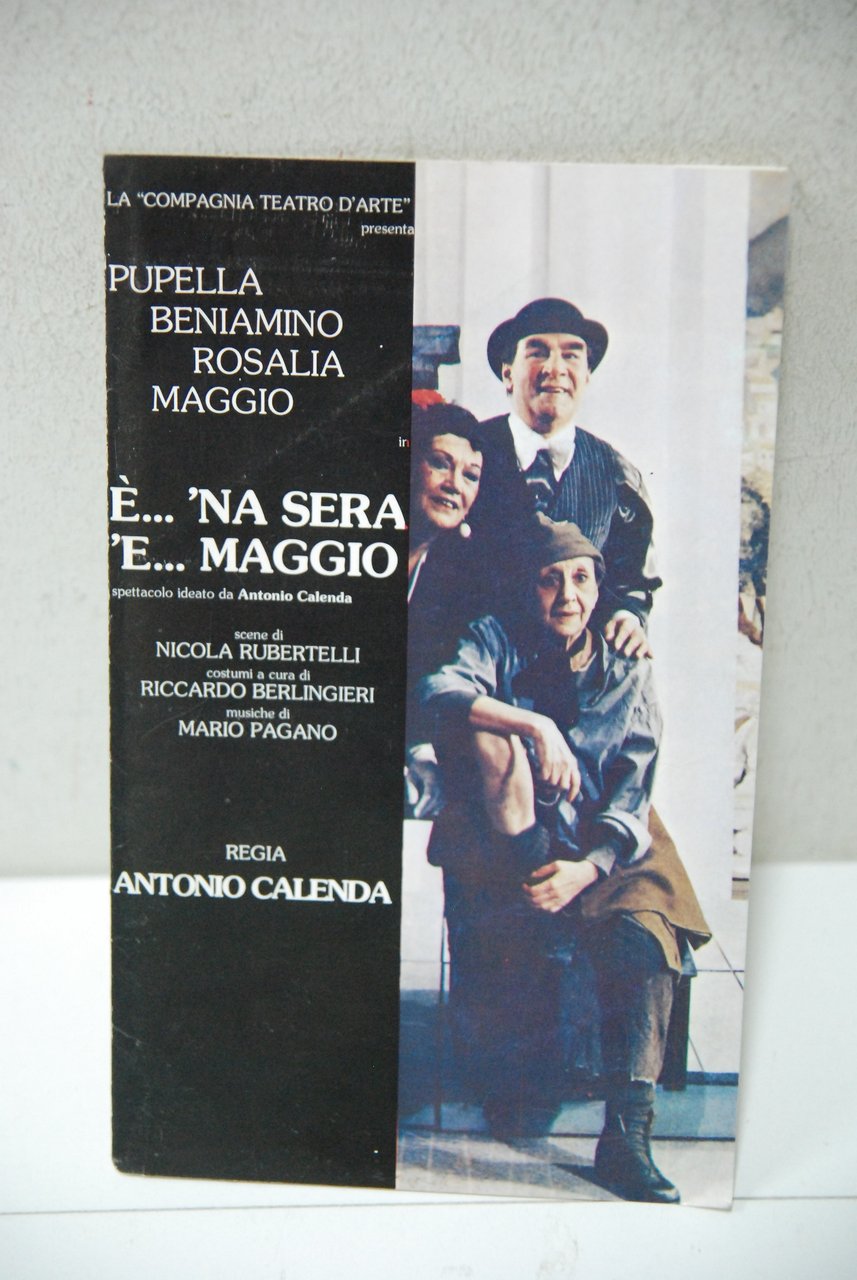 LA "COMPAGNIA TEATRO D'ARTE"
presenta
PUPELLA
BENIAMINO
ROSALIA
MAGGIO
in
È... 'NA SERA
'E... MAGGIO
spettacolo ideato da Antonio Calenda
scene di
NICOLA RUBERTELLI
costumi a cura di
RICCARDO BERLINGIERI
musiche di
MARIO PAGANO
REGIA
ANTONIO CALENDA